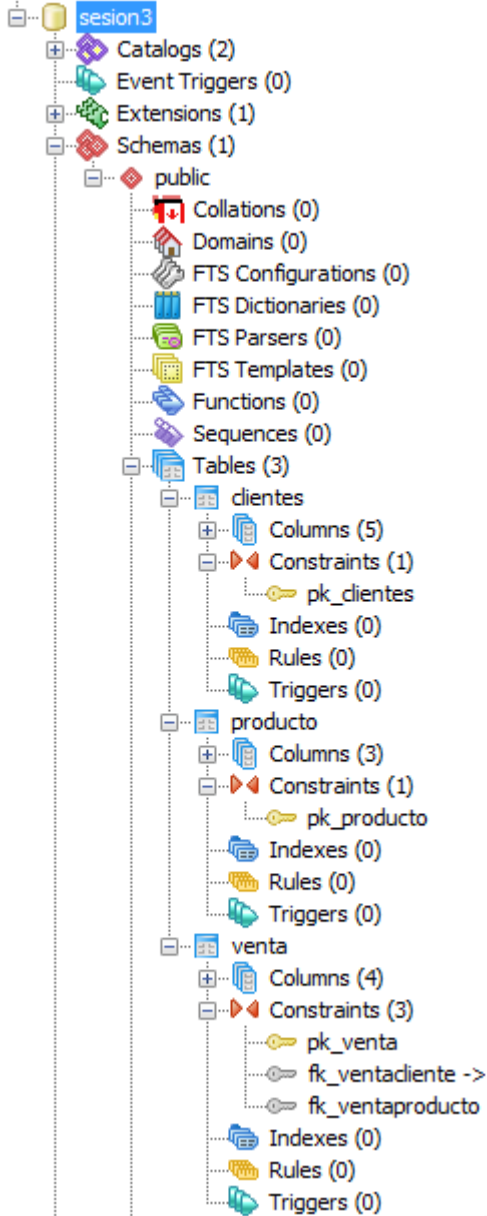 sesion3
Catalogs (2)
Event Triggers (0)
Extensions (1)
Schemas (1)
public
Collations (0)
Domains (0)
FTS Configurations (0)
FTS Dictionaries (0)
FTS Parsers (0)
FTS Templates (0)
Functions (0)
Sequences (0)
Tables (3)
clientes
Columns (5)
Constraints (1)
pk_clientes
Indexes (0)
Rules (0)
Triggers (0)
producto
Columns (3)
Constraints (1)
pk_producto
Indexes (0)
Rules (0)
Triggers (0)
venta
Columns (4)
Constraints (3)
pk_venta
fk_ventacliente ->
fk_ventaproducto
Indexes (0)
Rules (0)
Triggers (0)